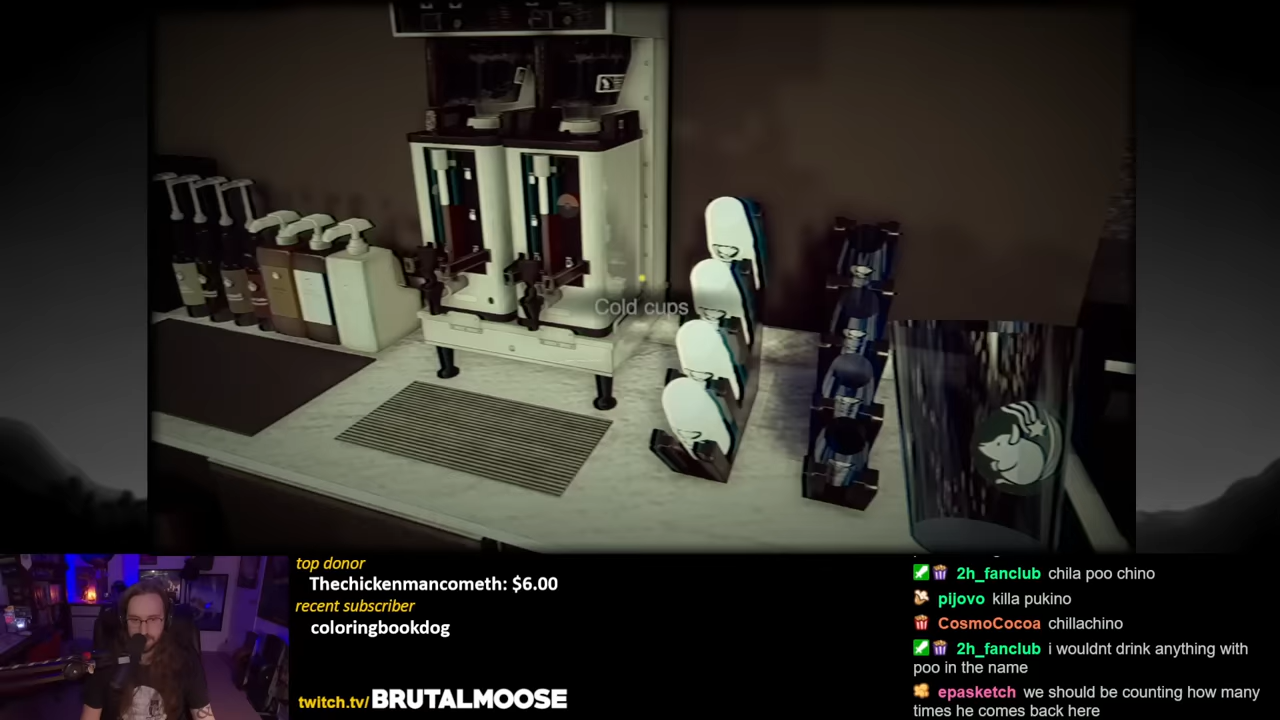 Cold cups
top donor
Thechickenmancometh: $6.00
recent subscriber
coloringbookdog
twitch.tv/BRUTALMOOSE
2h_fanclub chila poo chino
pijovo killa pukino
CosmoCocoa chillachino
2h_fanclub i wouldnt drink anything with
poo in the name
epasketch we should be counting how many
times he comes back here